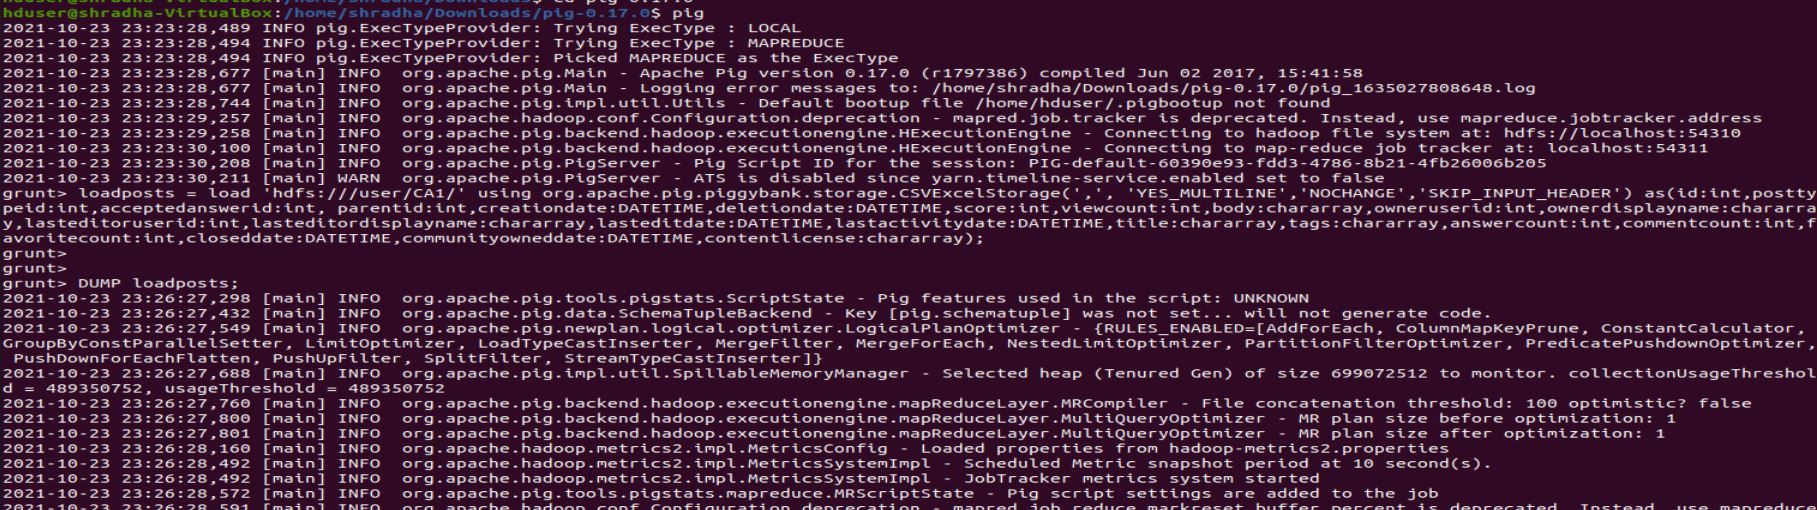 hduser@shradha-VirtualBox:/home/shradha/Downloads$ cd pig-0.17.0
hduser@shradha-VirtualBox:/home/shradha/Downloads/pig-0.17.0$ pig
2021-10-23 23:23:28,489 INFO pig.ExecTypeProvider: Trying ExecType : LOCAL
2021-10-23 23:23:28,494 INFO pig.ExecTypeProvider: Trying ExecType : MAPREDUCE
2021-10-23 23:23:28,494 INFO pig.ExecTypeProvider: Picked MAPREDUCE as the ExecType
2021-10-23 23:23:28,677 [main] INFO  org.apache.pig.Main - Apache Pig version 0.17.0 (r1797386) compiled Jun 02 2017, 15:41:58
2021-10-23 23:23:28,677 [main] INFO  org.apache.pig.Main - Logging error messages to: /home/shradha/Downloads/pig-0.17.0/pig_1635027808648.log
2021-10-23 23:23:28,744 [main] INFO  org.apache.pig.impl.util.Utils - Default bootup file /home/hduser/.pigbootup not found
2021-10-23 23:23:29,257 [main] INFO  org.apache.hadoop.conf.Configuration.deprecation - mapred.job.tracker is deprecated. Instead, use mapreduce.jobtracker.address
2021-10-23 23:23:29,258 [main] INFO  org.apache.pig.backend.hadoop.executionengine.HExecutionEngine - Connecting to hadoop file system at: hdfs://localhost:54310
2021-10-23 23:23:30,100 [main] INFO  org.apache.pig.backend.hadoop.executionengine.HExecutionEngine - Connecting to map-reduce job tracker at: localhost:54311
2021-10-23 23:23:30,208 [main] INFO  org.apache.pig.PigServer - Pig Script ID for the session: PIG-default-60390e93-fdd3-4786-8b21-4fb26006b205
2021-10-23 23:23:30,211 [main] WARN  org.apache.pig.PigServer - ATS is disabled since yarn.timeline-service.enabled set to false
grunt> loadposts = load 'hdfs:///user/CA1/' using org.apache.pig.piggybank.storage.CSVExcelStorage(',', 'YES_MULTILINE','NOCHANGE','SKIP_INPUT_HEADER') as(id:int,postty
peid:int,acceptedanswerid:int, parentid:int,creationdate:DATETIME,deletiondate:DATETIME,score:int,viewcount:int,body:chararray,owneruserid:int,ownerdisplayname:chararra
y,lasteditoruserid:int,lasteditordisplayname:chararray,lasteditdate:DATETIME,lastactivitydate:DATETIME,title:chararray,tags:chararray,answercount:int,commentcount:int,f
avoritecount:int,closeddate:DATETIME,communityowneddate:DATETIME,contentlicense:chararray);
grunt>
grunt>
grunt> DUMP loadposts;
2021-10-23 23:26:27,298 [main] INFO  org.apache.pig.tools.pigstats.ScriptState - Pig features used in the script: UNKNOWN
2021-10-23 23:26:27,432 [main] INFO  org.apache.pig.data.SchemaTupleBackend - Key [pig.schematuple] was not set... will not generate code.
2021-10-23 23:26:27,549 [main] INFO  org.apache.pig.newplan.logical.optimizer.LogicalPlanOptimizer - {RULES_ENABLED=[AddForEach, ColumnMapKeyPrune, ConstantCalculator,
GroupByConstParallelSetter, LimitOptimizer, LoadTypeCastInserter, MergeFilter, MergeForEach, NestedLimitOptimizer, PartitionFilterOptimizer, PredicatePushdownOptimizer,
PushDownForEachFlatten, PushUpFilter, SplitFilter, StreamTypeCastInserter]}
2021-10-23 23:26:27,688 [main] INFO  org.apache.pig.impl.util.SpillableMemoryManager - Selected heap (Tenured Gen) of size 699072512 to monitor. collectionUsageThreshol
d = 489350752, usageThreshold = 489350752
2021-10-23 23:26:27,760 [main] INFO  org.apache.pig.backend.hadoop.executionengine.mapReduceLayer.MRCompiler - File concatenation threshold: 100 optimistic? false
2021-10-23 23:26:27,800 [main] INFO  org.apache.pig.backend.hadoop.executionengine.mapReduceLayer.MultiQueryOptimizer - MR plan size before optimization: 1
2021-10-23 23:26:27,801 [main] INFO  org.apache.pig.backend.hadoop.executionengine.mapReduceLayer.MultiQueryOptimizer - MR plan size after optimization: 1
2021-10-23 23:26:28,160 [main] INFO  org.apache.hadoop.metrics2.impl.MetricsConfig - Loaded properties from hadoop-metrics2.properties
2021-10-23 23:26:28,492 [main] INFO  org.apache.hadoop.metrics2.impl.MetricsSystemImpl - Scheduled Metric snapshot period at 10 second(s).
2021-10-23 23:26:28,492 [main] INFO  org.apache.hadoop.metrics2.impl.MetricsSystemImpl - JobTracker metrics system started
2021-10-23 23:26:28,572 [main] INFO  org.apache.pig.tools.pigstats.mapreduce.MRScriptState - Pig script settings are added to the job
2021-10-23 23:26:28,591 [main] INFO  org.apache.hadoop.conf.Configuration.deprecation - mapred.job.reduce.markreset.buffer.percent is deprecated. Instead, use mapreduce